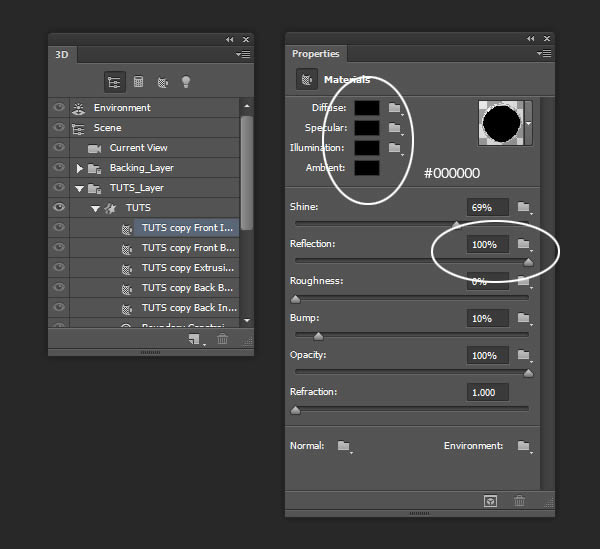 3D
Environment
Scene
Current View
Backing_Layer
TUTS_Layer
TUTS
TUTS copy Front I...
TUTS copy Front B...
TUTS copy Extrusi...
TUTS copy Back B...
TUTS copy Back In...
Boundary Constrai
Properties
Materials
Diffuse:
Specular:
Illumination:
Ambient:
#000000
Shine: 69%
Reflection: 100%
Roughness: 0%
Bump: 10%
Opacity: 100%
Refraction: 1.000
Normal: Environment: